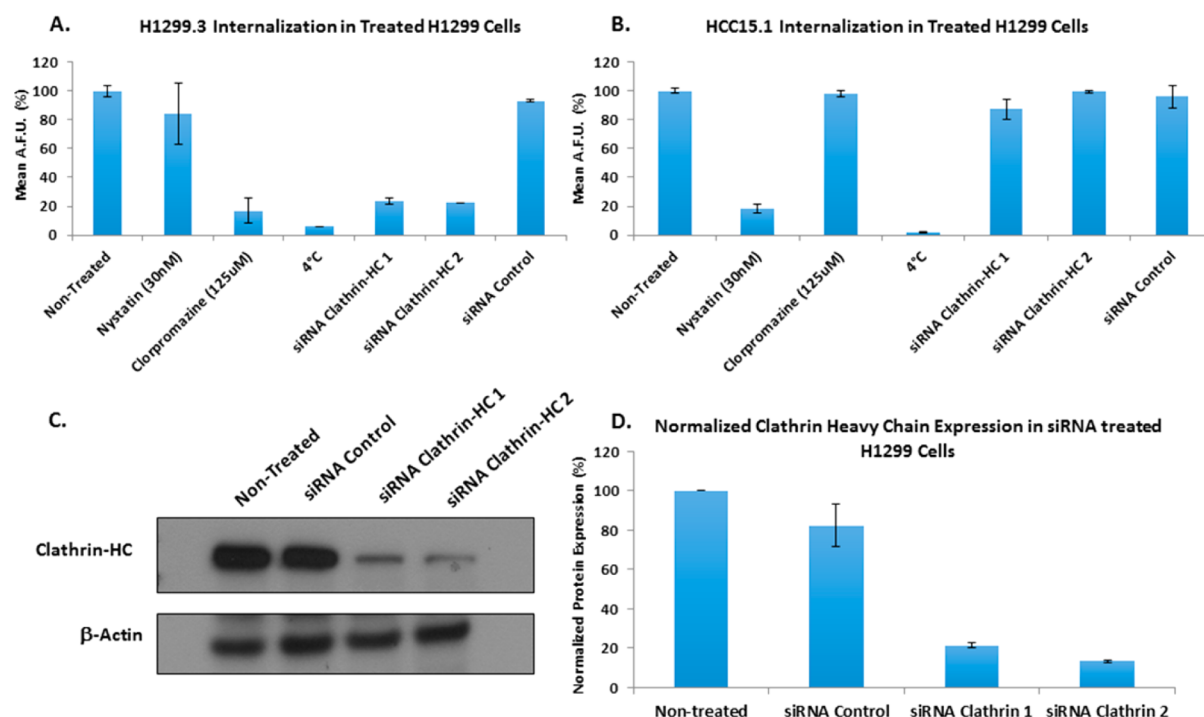 A.
H1299.3 Internalization in Treated H1299 Cells
Mean A.F.U. (%)
120
100
80
60
40
20
0
Non-Treated
Nystatin (30nM)
Clorpromazine (125uM)
4°C
siRNA Clathrin-HC 1
siRNA Clathrin-HC 2
siRNA Control
B.
HCC15.1 Internalization in Treated H1299 Cells
Mean A.F.U. (%)
120
100
80
60
40
20
0
Non-Treated
Nystatin (30nM)
Clorpromazine (125uM)
4°C
siRNA Clathrin-HC 1
siRNA Clathrin-HC 2
siRNA Control
C.
Non-Treated
siRNA Control
siRNA Clathrin-HC 1
siRNA Clathrin-HC 2
Clathrin-HC
β-Actin
D.
Normalized Clathrin Heavy Chain Expression in siRNA treated
H1299 Cells
Normalized Protein Expression (%)
120
100
80
60
40
20
0
Non-treated
siRNA Control
siRNA Clathrin 1
siRNA Clathrin 2